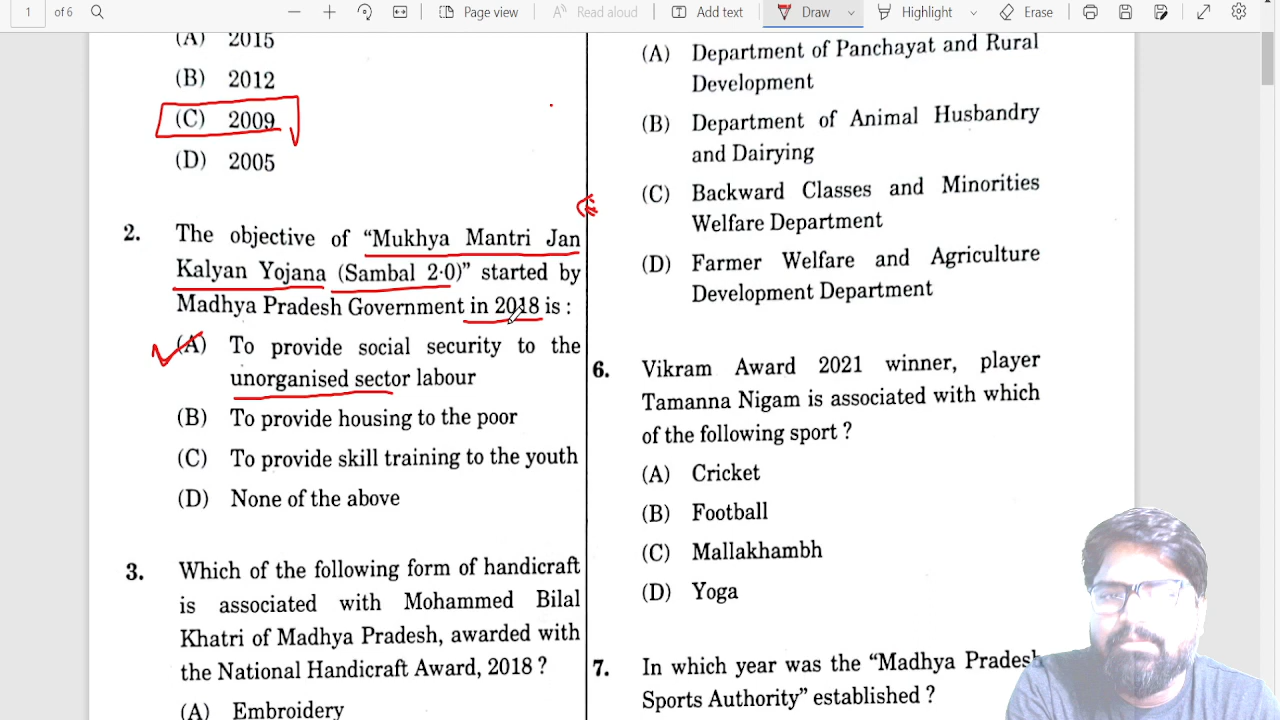 1 of 6
Page view
Read aloud
Add text
Draw
Highlight
Erase
(A) 2015
(B) 2012
(C) 2009
(D) 2005
2. The objective of “Mukhya Mantri Jan
Kalyan Yojana (Sambal 2·0)” started by
Madhya Pradesh Government in 2018 is :
(A) To provide social security to the
unorganised sector labour
(B) To provide housing to the poor
(C) To provide skill training to the youth
(D) None of the above
3. Which of the following form of handicraft
is associated with Mohammed Bilal
Khatri of Madhya Pradesh, awarded with
the National Handicraft Award, 2018 ?
(A) Embroidery
(A) Department of Panchayat and Rural
Development
(B) Department of Animal Husbandry
and Dairying
(C) Backward Classes and Minorities
Welfare Department
(D) Farmer Welfare and Agriculture
Development Department
6. Vikram Award 2021 winner, player
Tamanna Nigam is associated with which
of the following sport ?
(A) Cricket
(B) Football
(C) Mallakhambh
(D) Yoga
7. In which year was the “Madhya Pradesh
Sports Authority” established ?